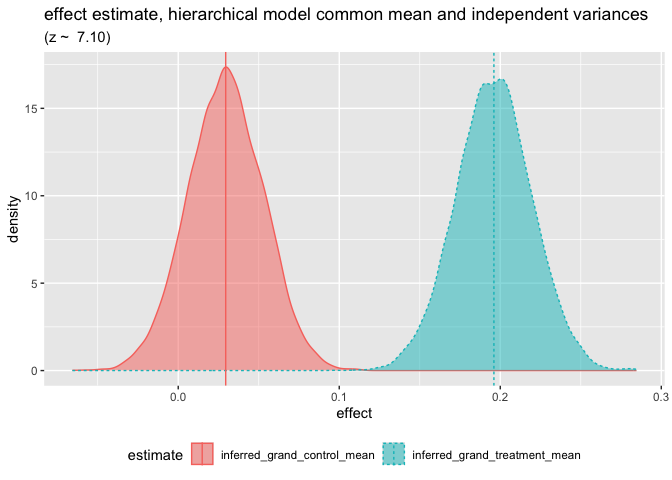 effect estimate, hierarchical model common mean and independent variances
(z ~  7.10)
15
10
5
0
density
0.0 0.1 0.2 0.3
effect
estimate inferred_grand_control_mean inferred_grand_treatment_mean